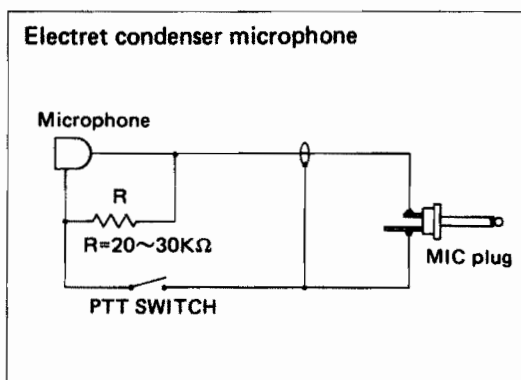 Electret condenser microphone
Microphone
R
R=20~30KΩ
MIC plug
PTT SWITCH